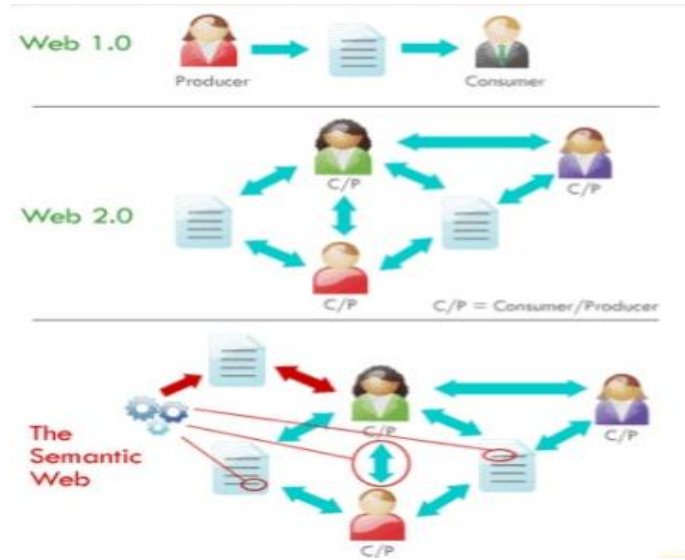 Web 1.0
Producer
Consumer
C/P
C/P
Web 2.0
C/P
C/P = Consumer/Producer
C/P
C/P
The
Semantic
Web
C/P